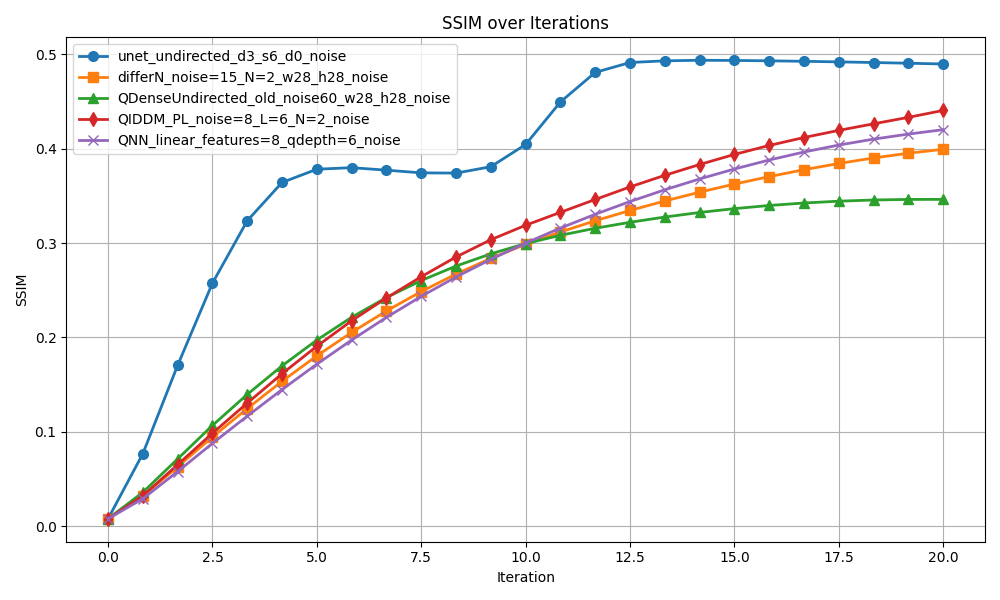 SSIM over Iterations
unet_undirected_d3_s6_d0_noise
differN_noise=15_N=2_w28_h28_noise
QDenseUndirected_old_noise60_w28_h28_noise
QIDDM_PL_noise=8_L=6_N=2_noise
QNN_linear_features=8_qdepth=6_noise
SSIM
0.5
0.4
0.3
0.2
0.1
0.0
0.0 2.5 5.0 7.5 10.0 12.5 15.0 17.5 20.0
Iteration